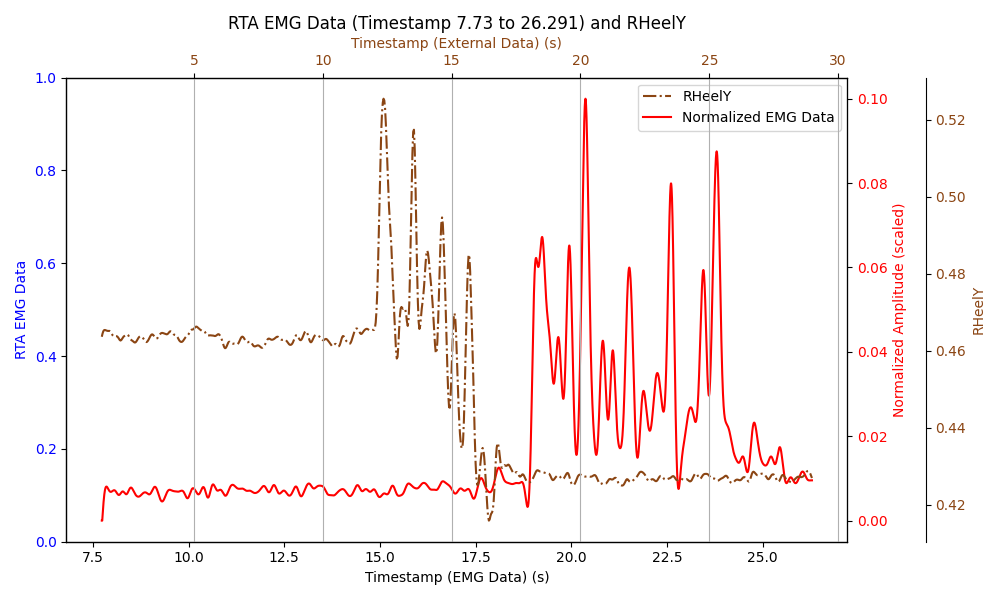 RTA EMG Data (Timestamp 7.73 to 26.291) and RHeelY
Timestamp (External Data) (s)
5 10 15 20 25 30
RHeelY
Normalized EMG Data
RTA EMG Data
1.0
0.8
0.6
0.4
0.2
0.0
Normalized Amplitude (scaled)
0.10
0.08
0.06
0.04
0.02
0.00
RHeelY
0.52
0.50
0.48
0.46
0.44
0.42
7.5 10.0 12.5 15.0 17.5 20.0 22.5 25.0
Timestamp (EMG Data) (s)